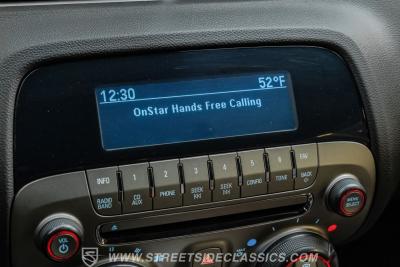 12:30 52°F
OnStar Hands Free Calling
INFO 1 2 3 4 5 6 FAV
RADIO BAND CD AUX PHONE SEEK SEEK CONFIG TONE BACK
MENU SELECT
VOL
WWW.STREETSIDECLASSICS.COM